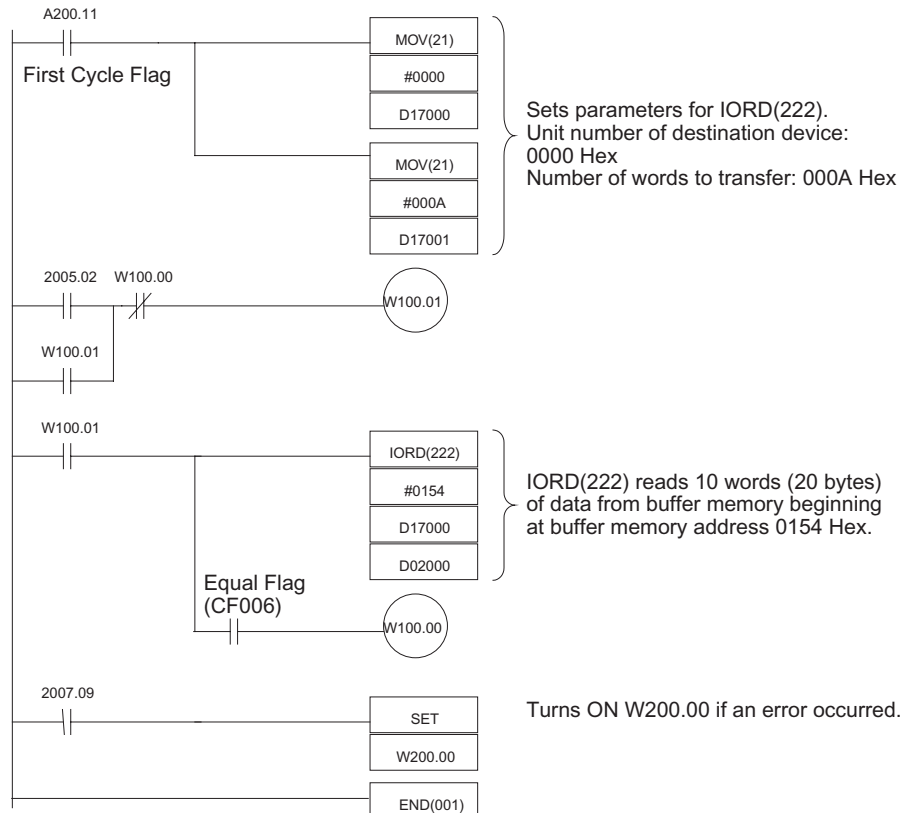 A200.11
First Cycle Flag
MOV(21)
#0000
D17000
MOV(21)
#000A
D17001
Sets parameters for IORD(222).
Unit number of destination device:
0000 Hex
Number of words to transfer: 000A Hex
2005.02 W100.00
W100.01
W100.01
W100.01
IORD(222)
#0154
D17000
D02000
IORD(222) reads 10 words (20 bytes)
of data from buffer memory beginning
at buffer memory address 0154 Hex.
Equal Flag
(CF006)
W100.00
2007.09
SET
W200.00
Turns ON W200.00 if an error occurred.
END(001)